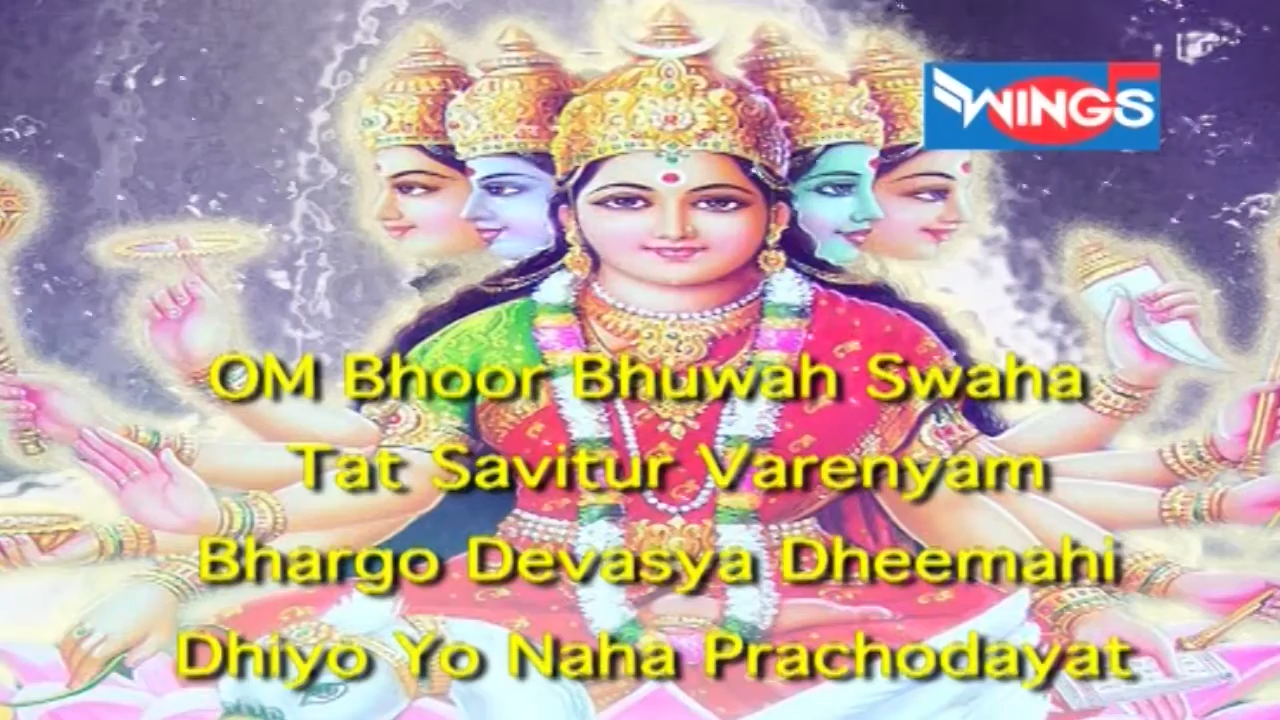 WINGS
OM Bhoor Bhuwah Swaha
Tat Savitur Varenyam
Bhargo Devasya Dheemahi
Dhiyo Yo Naha Prachodayat